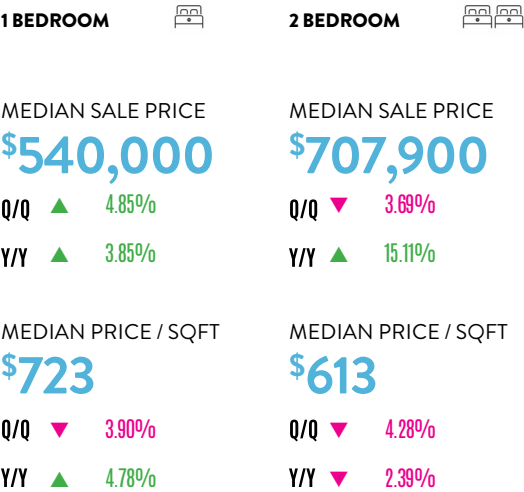 1 BEDROOM
MEDIAN SALE PRICE
$540,000
Q/Q ▲ 4.85%
Y/Y ▲ 3.85%
MEDIAN PRICE / SQFT
$723
Q/Q ▼ 3.90%
Y/Y ▲ 4.78%
2 BEDROOM
MEDIAN SALE PRICE
$707,900
Q/Q ▼ 3.69%
Y/Y ▲ 15.11%
MEDIAN PRICE / SQFT
$613
Q/Q ▼ 4.28%
Y/Y ▼ 2.39%